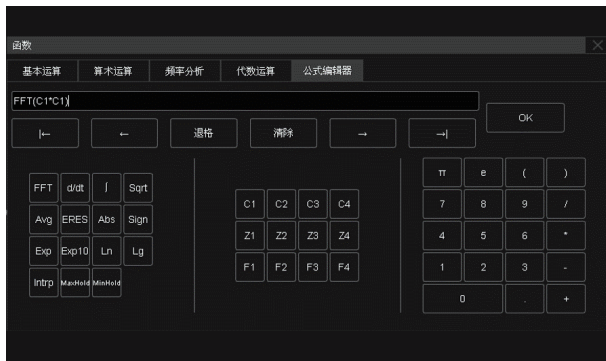 函数
基本运算 算术运算 频率分析 代数运算 公式编辑器
FFT(C1*C1)
OK
|← ← 退格 清除 → →|
π e ( )
FFT d/dt ∫ Sqrt
C1 C2 C3 C4
7 8 9 /
Avg ERES Abs Sign
Z1 Z2 Z3 Z4
4 5 6 *
Exp Exp10 Ln Lg
F1 F2 F3 F4
1 2 3 -
Intrp MaxHold MinHold
0 . +